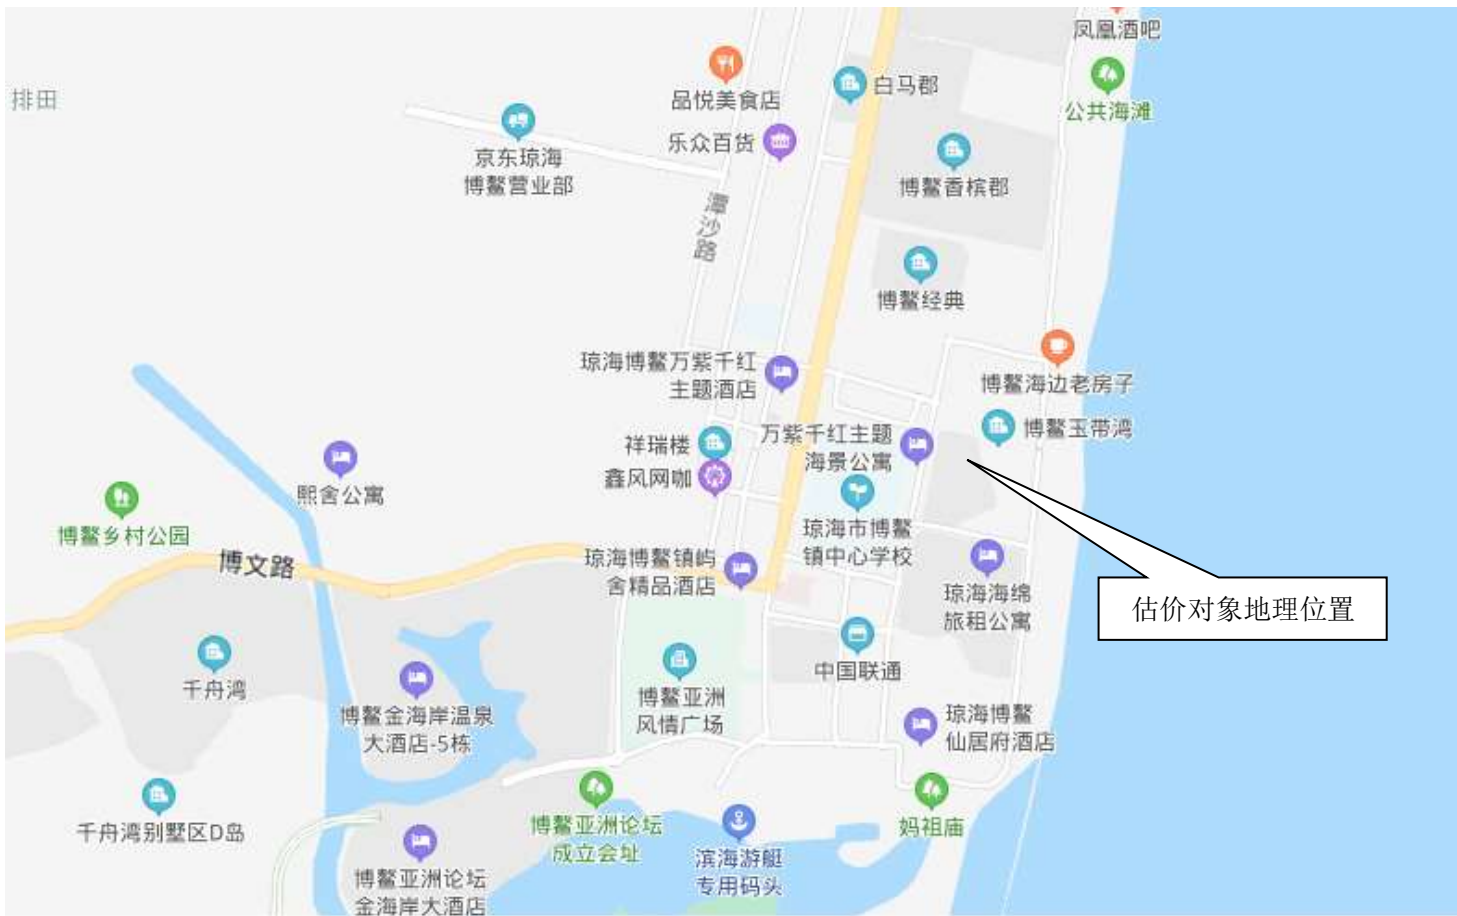 凤凰酒吧
排田
品悦美食店
白马郡
公共海滩
京东琼海
博鳌营业部
乐众百货
博鳌香槟郡
潭沙路
博鳌经典
琼海博鳌万紫千红
主题酒店
博鳌海边老房子
祥瑞楼
万紫千红主题
海景公寓
博鳌玉带湾
鑫风网咖
熙舍公寓
博鳌乡村公园
琼海市博鳌
镇中心学校
博文路
琼海博鳌镇屿
舍精品酒店
琼海海绵
旅租公寓
估价对象地理位置
千舟湾
博鳌金海岸温泉
大酒店-5栋
博鳌亚洲
风情广场
中国联通
琼海博鳌
仙居府酒店
千舟湾别墅区D岛
博鳌亚洲论坛
成立会址
滨海游艇
专用码头
妈祖庙
博鳌亚洲论坛
金海岸大酒店